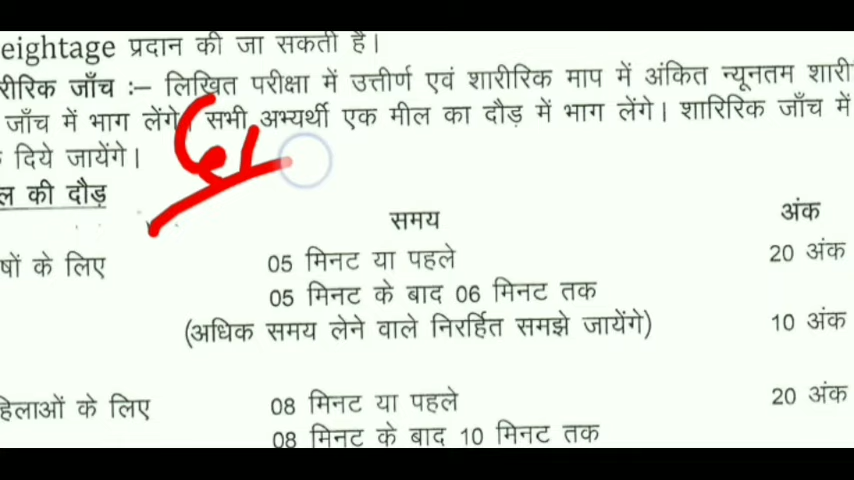 eightage प्रदान की जा सकती है।
रीरिक जाँच :– लिखित परीक्षा में उत्तीर्ण एवं शारीरिक माप में अंकित न्यूनतम शारी
जाँच में भाग लेंगे। सभी अभ्यर्थी एक मील का दौड़ में भाग लेंगे। शारिरिक जाँच में
दिये जायेंगे।
ल की दौड़
समय अंक
षों के लिए 05 मिनट या पहले 20 अंक
05 मिनट के बाद 06 मिनट तक
(अधिक समय लेने वाले निरर्हित समझे जायेंगे) 10 अंक
हिलाओं के लिए 08 मिनट या पहले 20 अंक
08 मिनट के बाद 10 मिनट तक